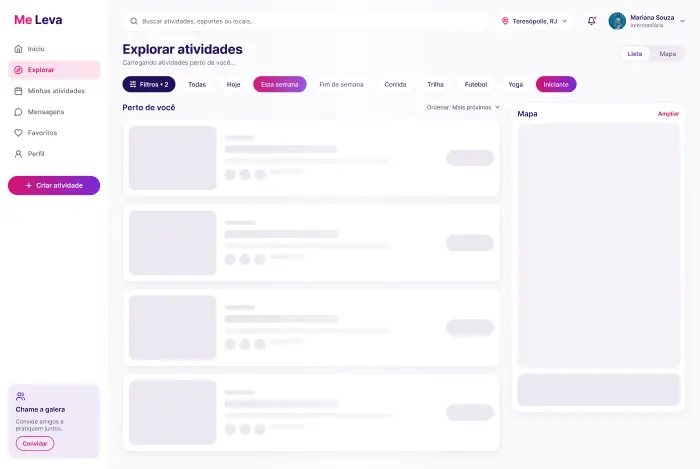 Me Leva
Início
Explorar
Minhas atividades
Mensagens
Favoritos
Perfil
+ Criar atividade
Chame a galera
Convide amigos e
pratiquem juntos.
Convidar
Buscar atividades, esportes ou locais...
Teresópolis, RJ
Mariana Souza
Intermediária
Explorar atividades
Carregando atividades perto de você...
Lista
Mapa
Filtros • 2
Todas
Hoje
Esta semana
Fim de semana
Corrida
Trilha
Futebol
Yoga
Iniciante
Perto de você
Ordenar: Mais próximas
Mapa
Ampliar